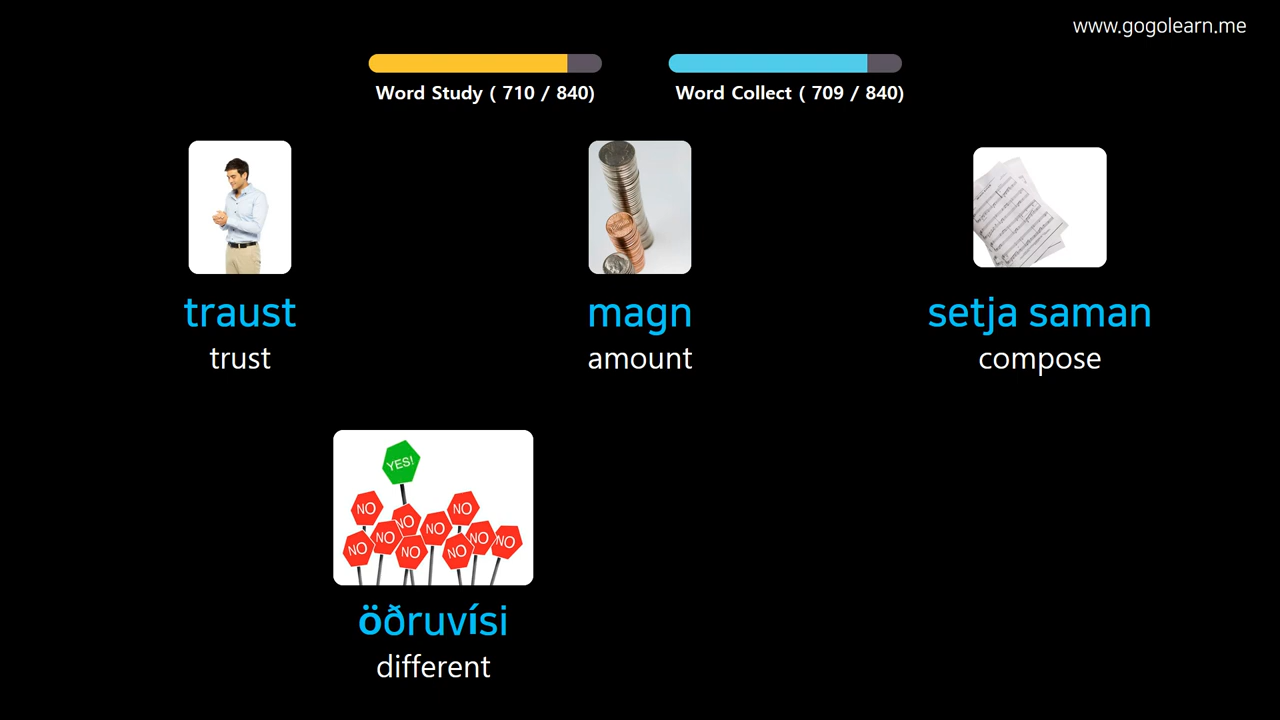 www.gogolearn.me
Word Study ( 710 / 840)
Word Collect ( 709 / 840)
traust
trust
magn
amount
setja saman
compose
YES!
NO
NO
NO
NO
NO
NO
NO
NO
NO
NO
öðruvísi
different